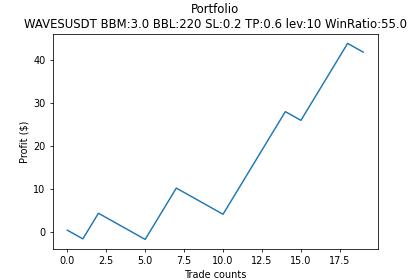 Portfolio
WAVESUSDT BBM:3.0 BBL:220 SL:0.2 TP:0.6 lev:10 WinRatio:55.0
40
30
20
10
0
Profit ($)
0.0 2.5 5.0 7.5 10.0 12.5 15.0 17.5
Trade counts